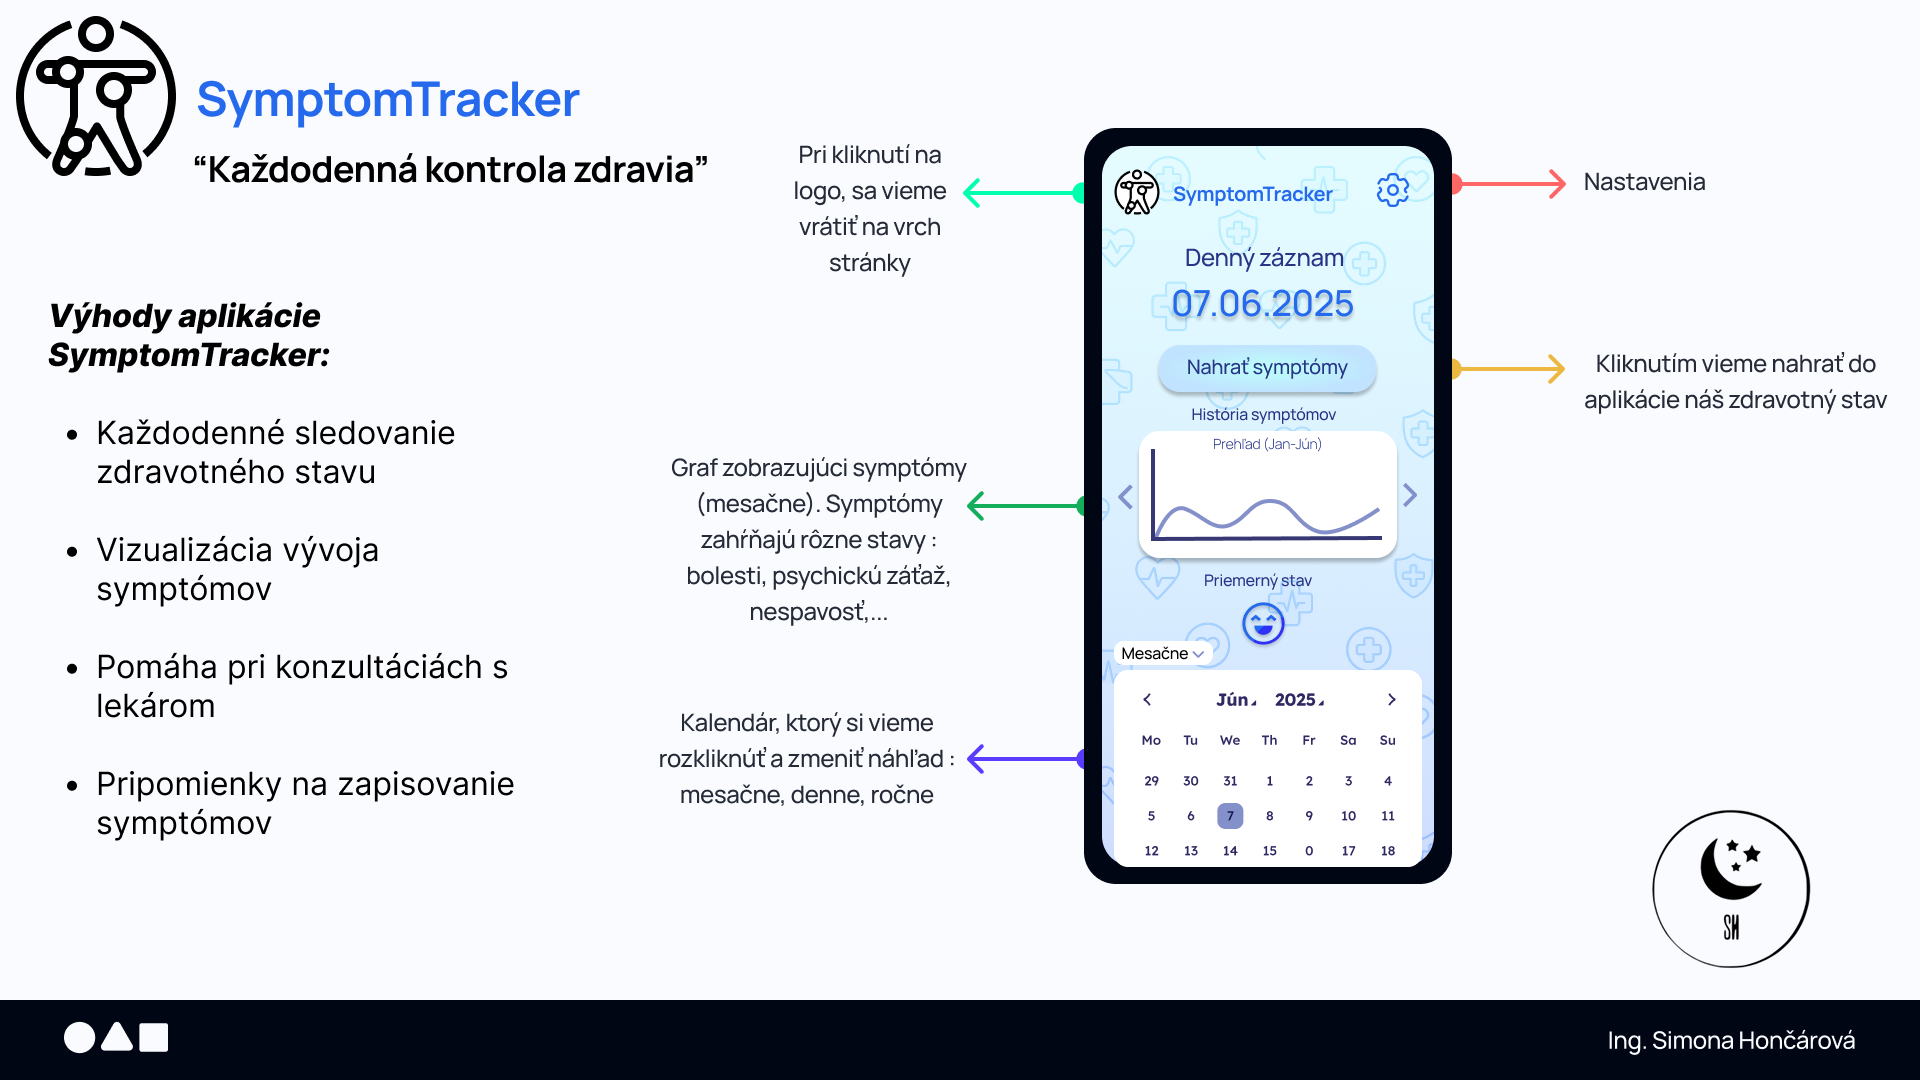 SymptomTracker
“Každodenná kontrola zdravia”
Výhody aplikácie
SymptomTracker:
Každodenné sledovanie
zdravotného stavu
Vizualizácia vývoja
symptómov
Pomáha pri konzultáciách s
lekárom
Pripomienky na zapisovanie
symptómov
Pri kliknutí na
logo, sa vieme
vrátiť na vrch
stránky
Graf zobrazujúci symptómy
(mesačne). Symptómy
zahŕňajú rôzne stavy :
bolesti, psychickú záťaž,
nespavosť,...
Kalendár, ktorý si vieme
rozkliknúť a zmeniť náhľad :
mesačne, denne, ročne
SymptomTracker
Denný záznam
07.06.2025
Nahrať symptómy
História symptómov
Prehľad (Jan-Jún)
Priemerný stav
Mesačne
Jún 2025
Mo Tu We Th Fr Sa Su
29 30 31 1 2 3 4
5 6 7 8 9 10 11
12 13 14 15 0 17 18
Nastavenia
Kliknutím vieme nahrať do
aplikácie náš zdravotný stav
SH
Ing. Simona Hončárová